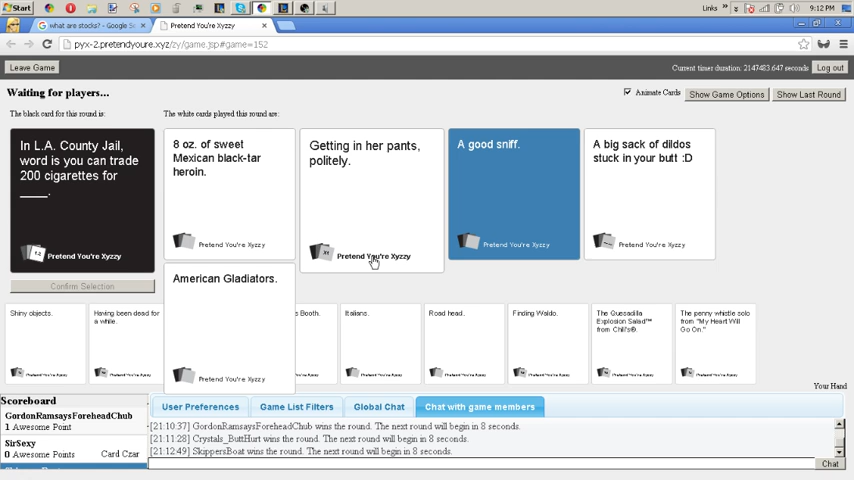 Start
9:12 PM
Links
what are stocks? - Google Se
Pretend You're Xyzzy
pyx-2.pretendyoure.xyz/zy/game.jsp#game=152
Leave Game
Current timer duration: 2147423.647 seconds
Log out
Waiting for players...
Animate Cards
Show Game Options
Show Last Round
The black card for this round is:
The white cards played this round are:
In L.A. County Jail,
word is you can trade
200 cigarettes for
____.
Pretend You're Xyzzy
8 oz. of sweet
Mexican black-tar
heroin.
Pretend You're Xyzzy
Getting in her pants,
politely.
Pretend You're Xyzzy
A good sniff.
Pretend You're Xyzzy
A big sack of dildos
stuck in your butt :D
Pretend You're Xyzzy
American Gladiators.
Pretend You're Xyzzy
Confirm Selection
Shiny objects.
Having been dead for
a while.
s Booth.
Italians.
Road head.
Finding Waldo.
The Quesadilla
Explosion Salad™
from Chili's®.
The penny whistle solo
from "My Heart Will
Go On."
Your Hand
Scoreboard
GordonRamsaysForeheadChub
1 Awesome Point
SirSexy
0 Awesome Points Card Czar
User Preferences
Game List Filters
Global Chat
Chat with game members
[21:10:37] GordonRamsaysForeheadChub wins the round. The next round will begin in 8 seconds.
[21:11:28] Crystals_ButtHurt wins the round. The next round will begin in 8 seconds.
[21:12:49] SkippersBoat wins the round. The next round will begin in 8 seconds.
Chat